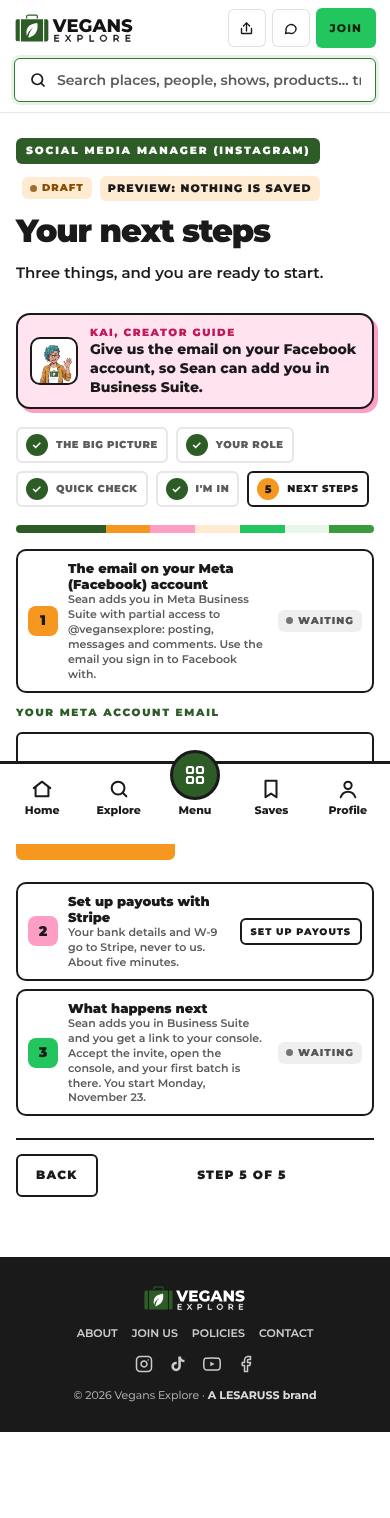 VEGANS
EXPLORE
JOIN
Search places, people, shows, products...
SOCIAL MEDIA MANAGER (INSTAGRAM)
DRAFT
PREVIEW: NOTHING IS SAVED
Your next steps
Three things, and you are ready to start.
KAI, CREATOR GUIDE
Give us the email on your Facebook
account, so Sean can add you in
Business Suite.
THE BIG PICTURE
YOUR ROLE
QUICK CHECK
I'M IN
5 NEXT STEPS
The email on your Meta
(Facebook) account
1
Sean adds you in Meta Business
Suite with partial access to
@vegansexplore: posting,
messages and comments. Use the
email you sign in to Facebook
with.
WAITING
YOUR META ACCOUNT EMAIL
Home
Explore
Menu
Saves
Profile
2
Set up payouts with
Stripe
Your bank details and W-9
go to Stripe, never to us.
About five minutes.
SET UP PAYOUTS
3
What happens next
Sean adds you in Business Suite
and you get a link to your console.
Accept the invite, open the
console, and your first batch is
there. You start Monday,
November 23.
WAITING
BACK
STEP 5 OF 5
VEGANS
EXPLORE
ABOUT JOIN US POLICIES CONTACT
© 2026 Vegans Explore · A LESARUSS brand